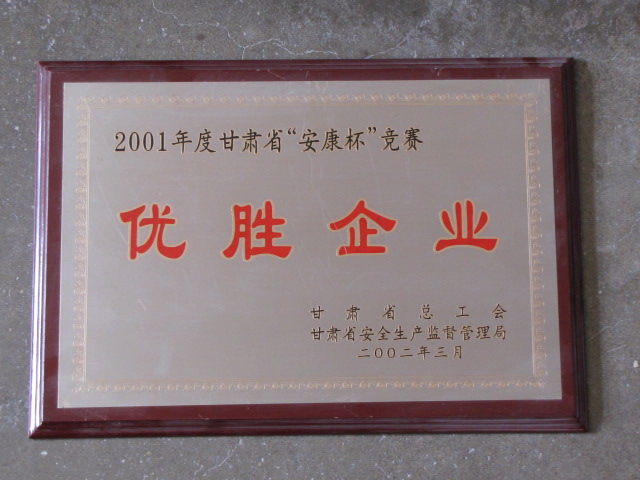 2001年度甘肃省“安康杯”竞赛
优胜企业
甘肃省总工会
甘肃省安全生产监督管理局
二〇〇二年三月